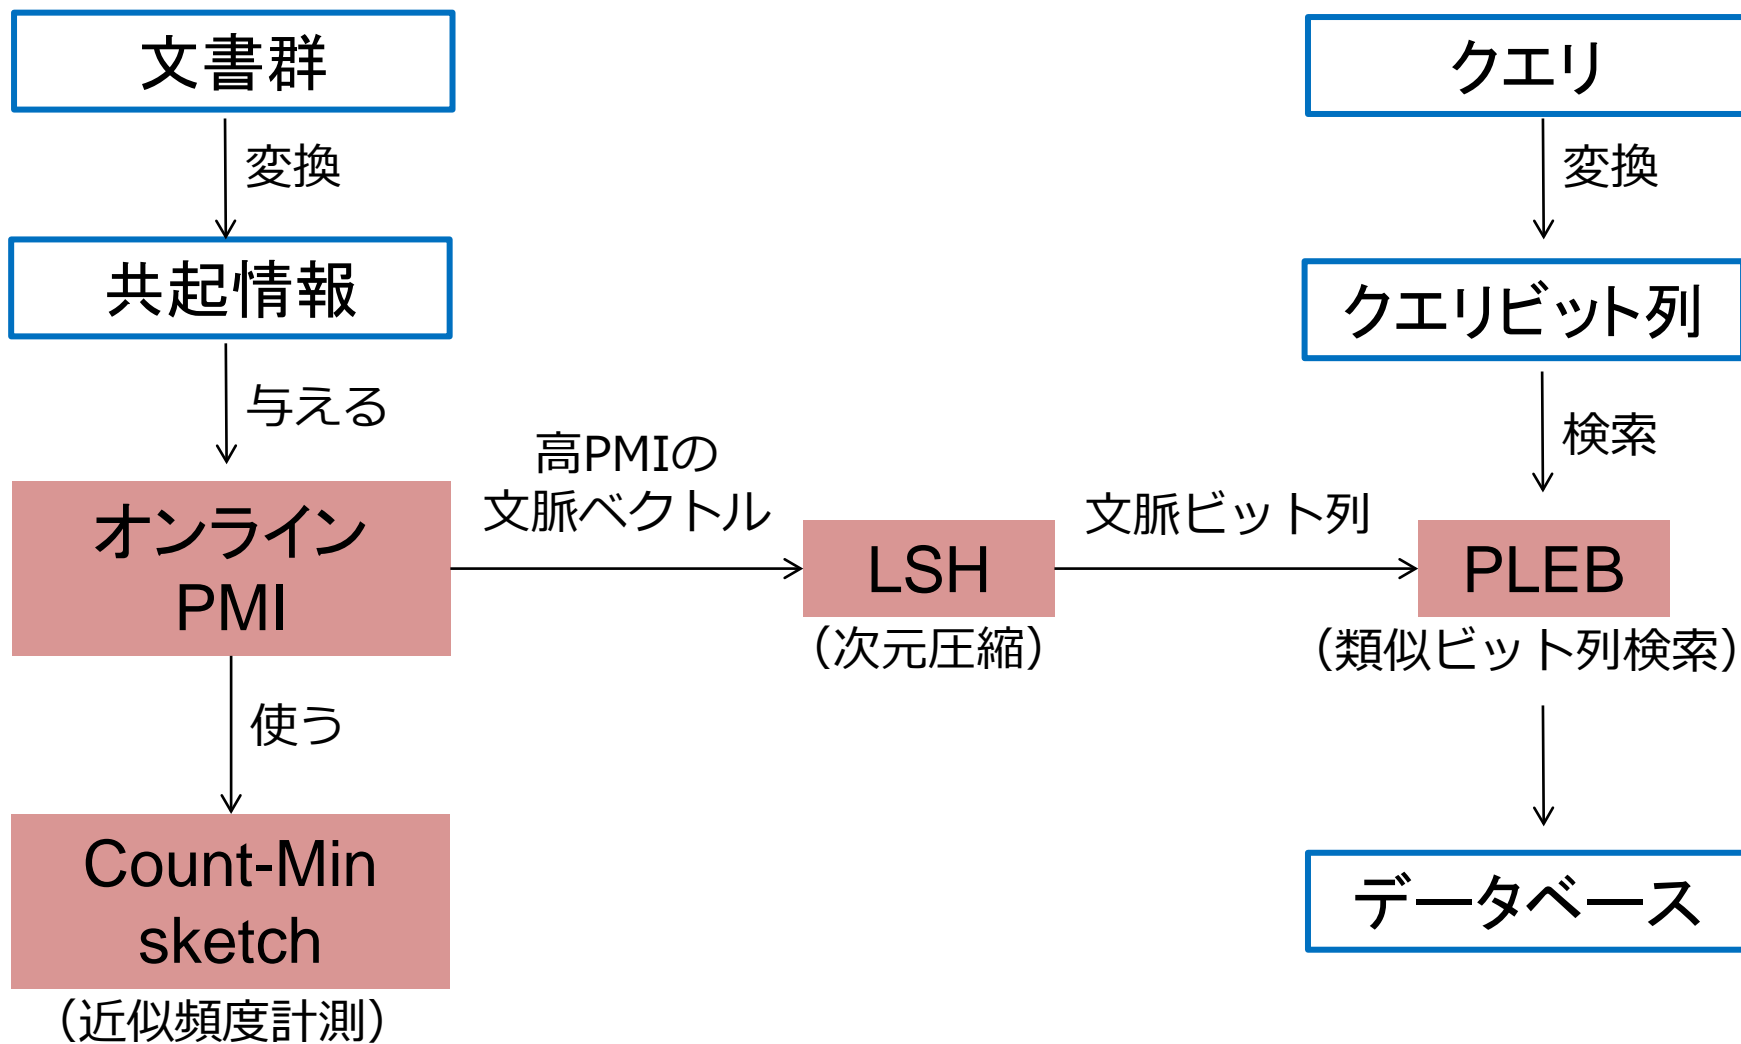 文書群
変換
共起情報
与える
オンライン
PMI
使う
Count-Min
sketch
（近似頻度計測）
高PMIの
文脈ベクトル
LSH
（次元圧縮）
文脈ビット列
クエリ
変換
クエリビット列
検索
PLEB
（類似ビット列検索）
データベース